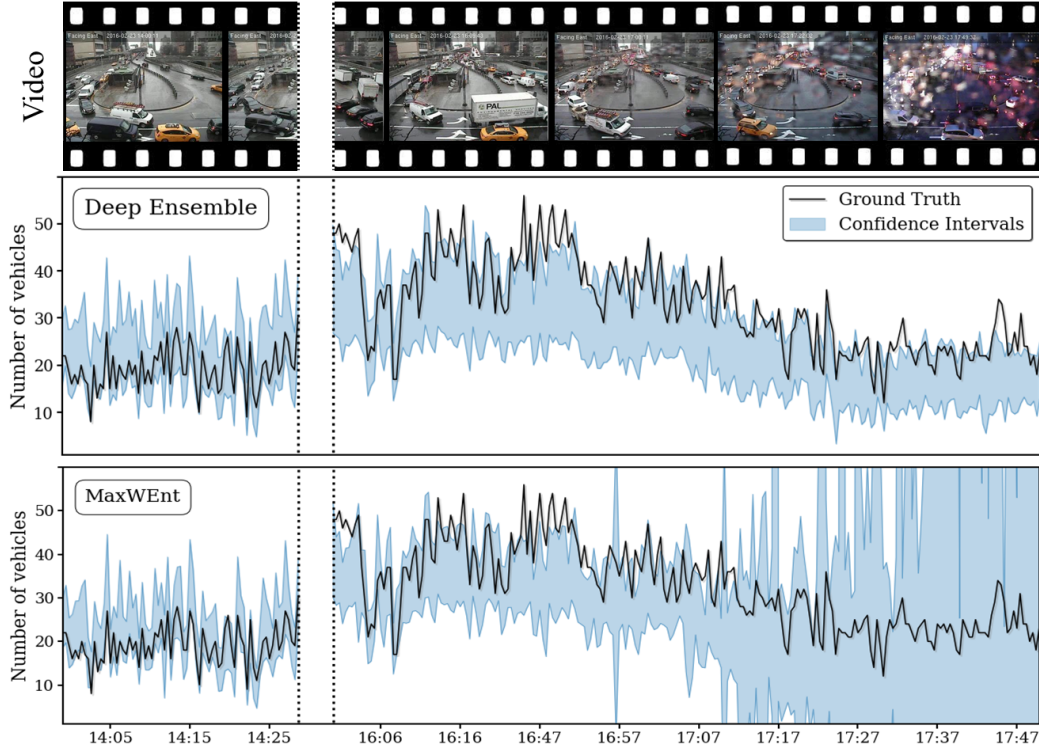 Video
Facing East
Facing East
Facing East
Facing East
Facing East
PAL
Deep Ensemble
Ground Truth
Confidence Intervals
Number of vehicles
50
40
30
20
10
MaxWEnt
Number of vehicles
50
40
30
20
10
14:05 14:15 14:25 16:06 16:16 16:47 16:57 17:07 17:17 17:27 17:37 17:47